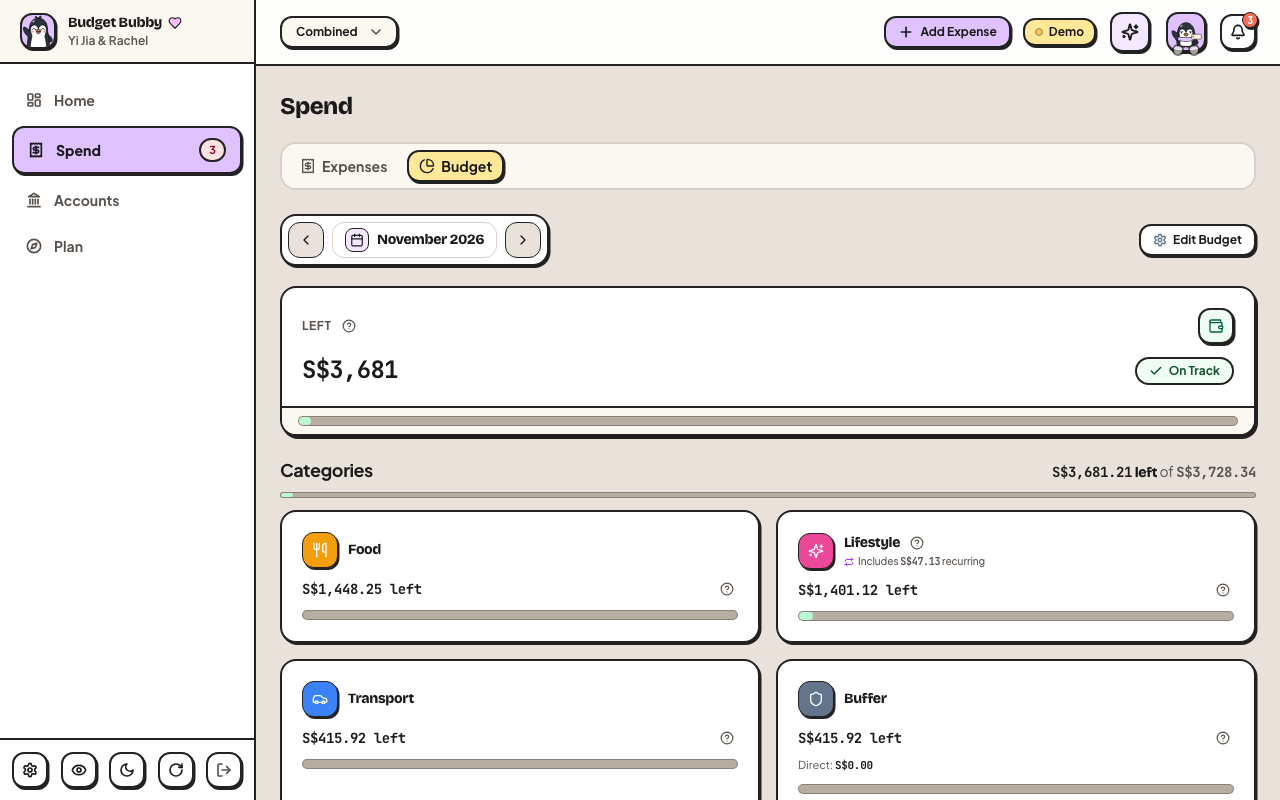 Budget Bubby
Yi Jia & Rachel
Combined
Add Expense
Demo
3
Home
Spend
3
Accounts
Plan
Spend
Expenses
Budget
November 2026
Edit Budget
LEFT
S$3,681
On Track
Categories
S$3,681.21 left of S$3,728.34
Food
S$1,448.25 left
Lifestyle
Includes S$47.13 recurring
S$1,401.12 left
Transport
S$415.92 left
Buffer
S$415.92 left
Direct: S$0.00